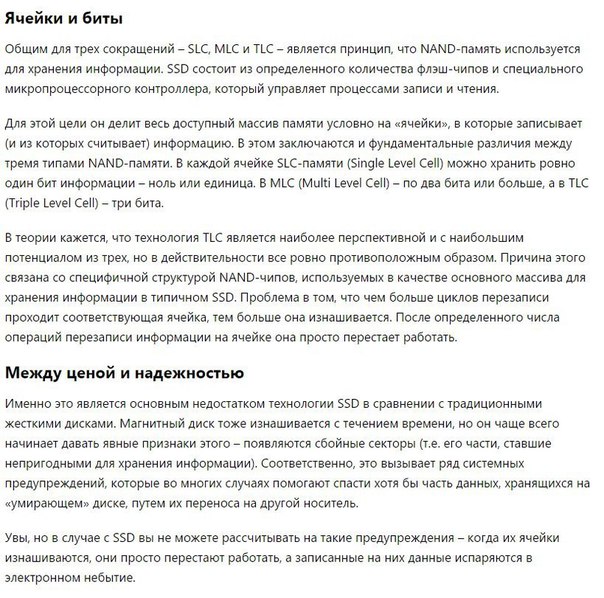 Ячейки и биты
Общим для трех сокращений – SLC, MLC и TLC – является принцип, что NAND-память используется
для хранения информации. SSD состоит из определенного количества флэш-чипов и специального
микропроцессорного контроллера, который управляет процессами записи и чтения.
Для этой цели он делит весь доступный массив памяти условно на «ячейки», в которые записывает
(и из которых считывает) информацию. В этом заключаются и фундаментальные различия между
тремя типами NAND-памяти. В каждой ячейке SLC-памяти (Single Level Cell) можно хранить ровно
один бит информации – ноль или единица. В MLC (Multi Level Cell) – по два бита или больше, а в TLC
(Triple Level Cell) – три бита.
В теории кажется, что технология TLC является наиболее перспективной и с наибольшим
потенциалом из трех, но в действительности все ровно противоположным образом. Причина этого
связана со специфичной структурой NAND-чипов, используемых в качестве основного массива для
хранения информации в типичном SSD. Проблема в том, что чем больше циклов перезаписи
проходит соответствующая ячейка, тем больше она изнашивается. После определенного числа
операций перезаписи информации на ячейке она просто перестает работать.
Между ценой и надежностью
Именно это является основным недостатком технологии SSD в сравнении с традиционными
жесткими дисками. Магнитный диск тоже изнашивается с течением времени, но он чаще всего
начинает давать явные признаки этого – появляются сбойные секторы (т.е. его части, ставшие
непригодными для хранения информации). Соответственно, это вызывает ряд системных
предупреждений, которые во многих случаях помогают спасти хотя бы часть данных, хранящихся на
«умирающем» диске, путем их переноса на другой носитель.
Увы, но в случае с SSD вы не можете рассчитывать на такие предупреждения – когда их ячейки
изнашиваются, они просто перестают работать, а записанные на них данные испаряются в
электронном небытие.